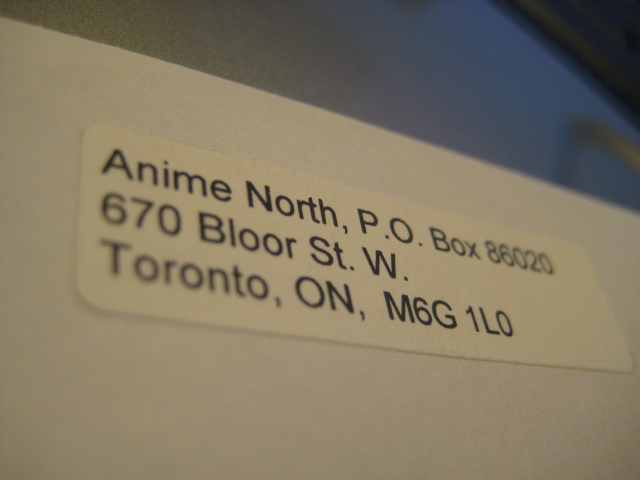 Anime North, P.O. Box 86020
670 Bloor St. W.
Toronto, ON, M6G 1L0